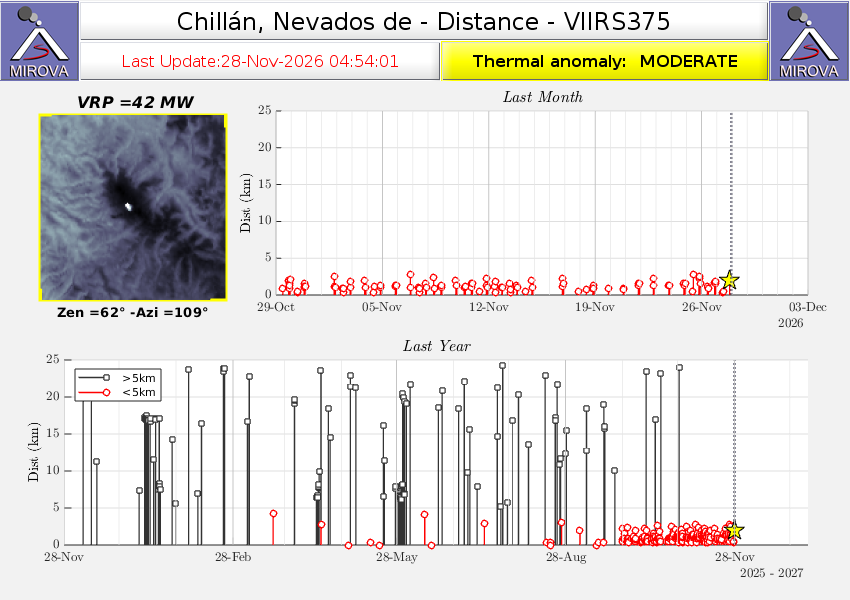 Chillán, Nevados de - Distance - VIIRS375
MIROVA
Last Update:28-Nov-2026 04:54:01
Thermal anomaly: MODERATE
MIROVA
VRP =42 MW
Zen =62° -Azi =109°
Last Month
Dist (km)
25
20
15
10
5
0
29-Oct 05-Nov 12-Nov 19-Nov 26-Nov 03-Dec
2026
Last Year
Dist (km)
25
20
15
10
5
0
>5km
<5km
28-Nov 28-Feb 28-May 28-Aug 28-Nov
2025 - 2027